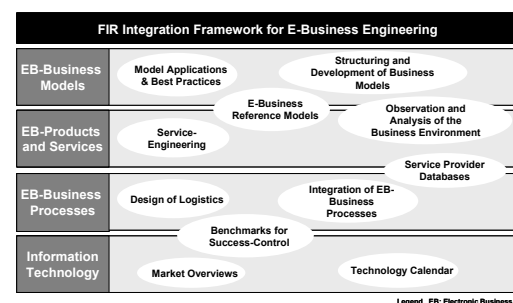 FIR Integration Framework for E-Business Engineering
EB-Business
Models
Model Applications
& Best Practices
Structuring and
Development of Business
Models
E-Business
Reference Models
Observation and
Analysis of the
Business Environment
EB-Products
and Services
Service-
Engineering
Service Provider
Databases
EB-Business
Processes
Design of Logistics
Integration of EB-
Business
Processes
Benchmarks for
Success-Control
Information
Technology
Market Overviews
Technology Calendar
Legend EB: Electronic Business